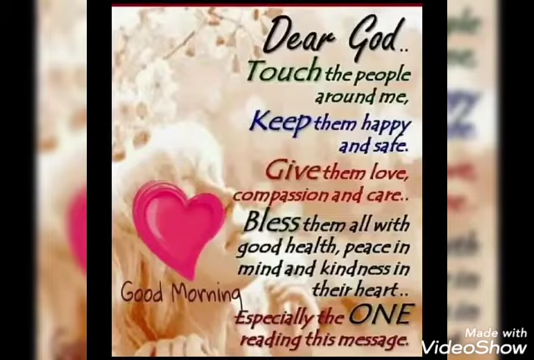 Dear God..
Touch the people
around me,
Keep them happy
and safe.
Give them love,
compassion and care..
Bless them all with
good health, peace in
mind and kindness in
their heart..
Good Morning
Especially the ONE
reading this message.
Made with
VideoShow